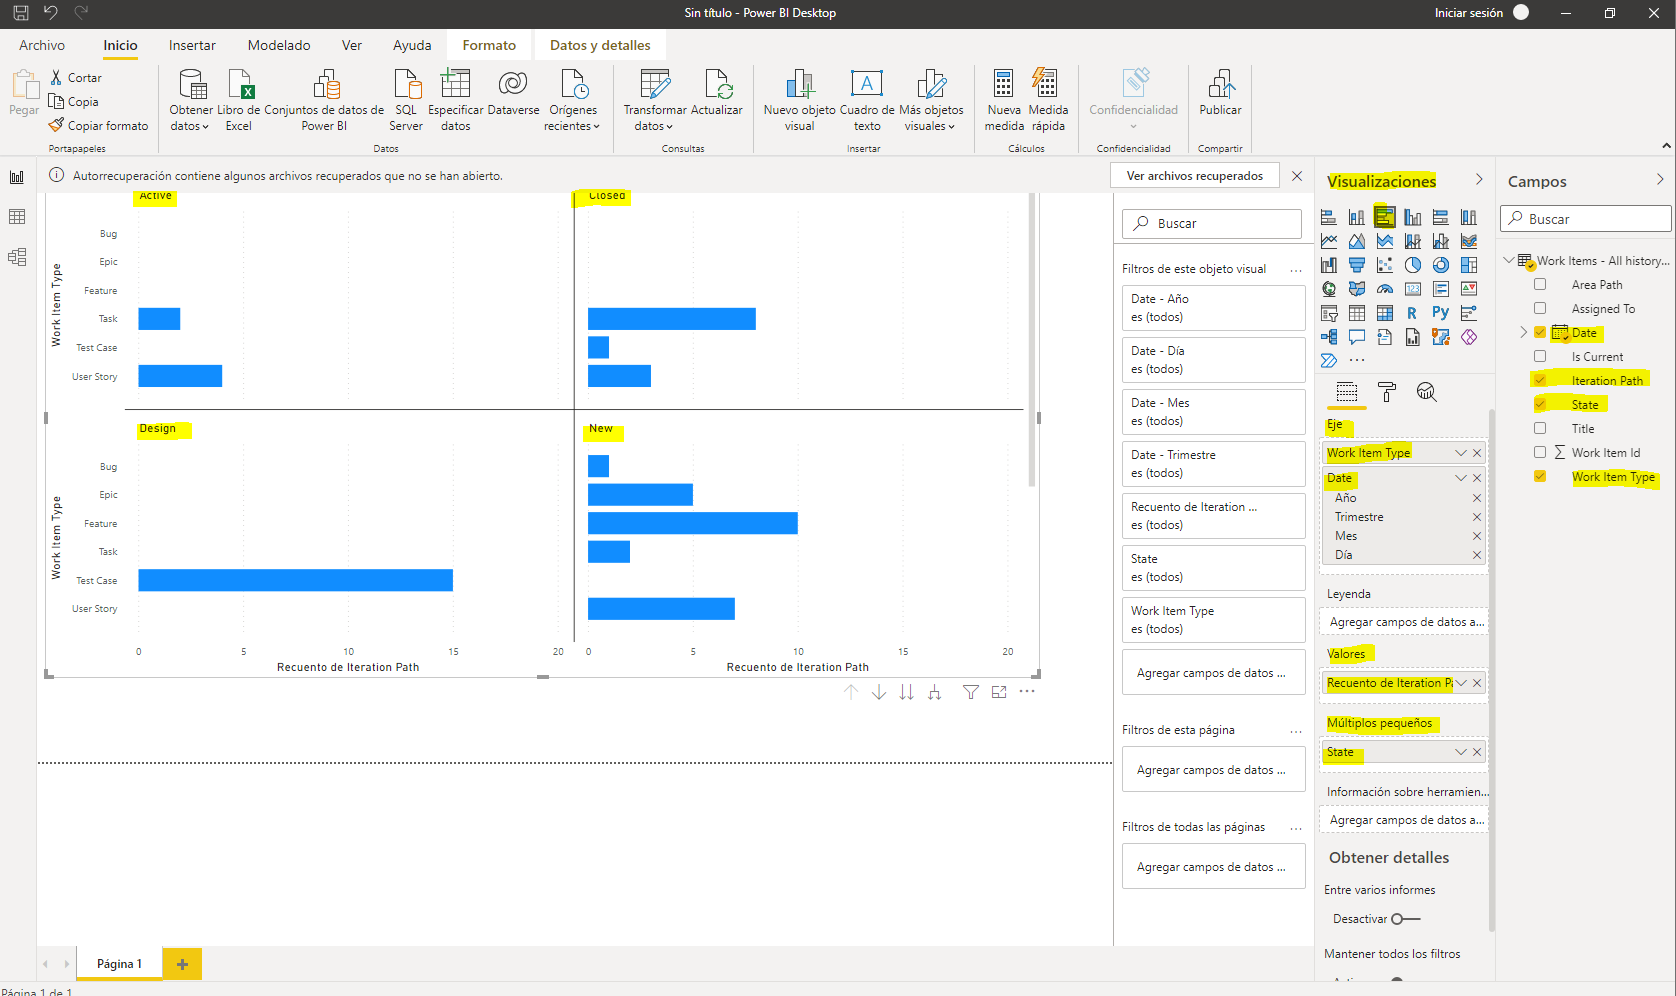 Sin título - Power BI Desktop
Iniciar sesión
Archivo
Inicio
Insertar
Modelado
Ver
Ayuda
Formato
Datos y detalles
Pegar
Cortar
Copia
Copiar formato
Portapapeles
Obtener datos
Libro de Excel
Conjuntos de datos de Power BI
SQL Server
Especificar datos
Dataverse
Orígenes recientes
Datos
Transformar datos
Actualizar
Consultas
Nuevo objeto visual
Cuadro de texto
Más objetos visuales
Insertar
Nueva medida
Medida rápida
Cálculos
Confidencialidad
Confidencialidad
Publicar
Compartir
Autorrecuperación contiene algunos archivos recuperados que no se han abierto.
Ver archivos recuperados
Active
Closed
Work Item Type
Bug
Epic
Feature
Task
Test Case
User Story
Design
New
Work Item Type
Bug
Epic
Feature
Task
Test Case
User Story
0 5 10 15 20
0 5 10 15 20
Recuento de Iteration Path
Recuento de Iteration Path
Buscar
Filtros de este objeto visual ...
Date - Año
es (todos)
Date - Día
es (todos)
Date - Mes
es (todos)
Date - Trimestre
es (todos)
Recuento de Iteration ...
es (todos)
State
es (todos)
Work Item Type
es (todos)
Agregar campos de datos ...
Filtros de esta página ...
Agregar campos de datos ...
Filtros de todas las páginas ...
Agregar campos de datos ...
Visualizaciones
123
R
Py
...
Eje
Work Item Type
Date
Año
Trimestre
Mes
Día
Leyenda
Agregar campos de datos a...
Valores
Recuento de Iteration Pa
Múltiplos pequeños
State
Información sobre herramien...
Agregar campos de datos a...
Obtener detalles
Entre varios informes
Desactivar
Mantener todos los filtros
Campos
Buscar
Work Items - All history...
Area Path
Assigned To
Date
Is Current
Iteration Path
State
Title
Σ Work Item Id
Work Item Type
Página 1
Página 1 de 1